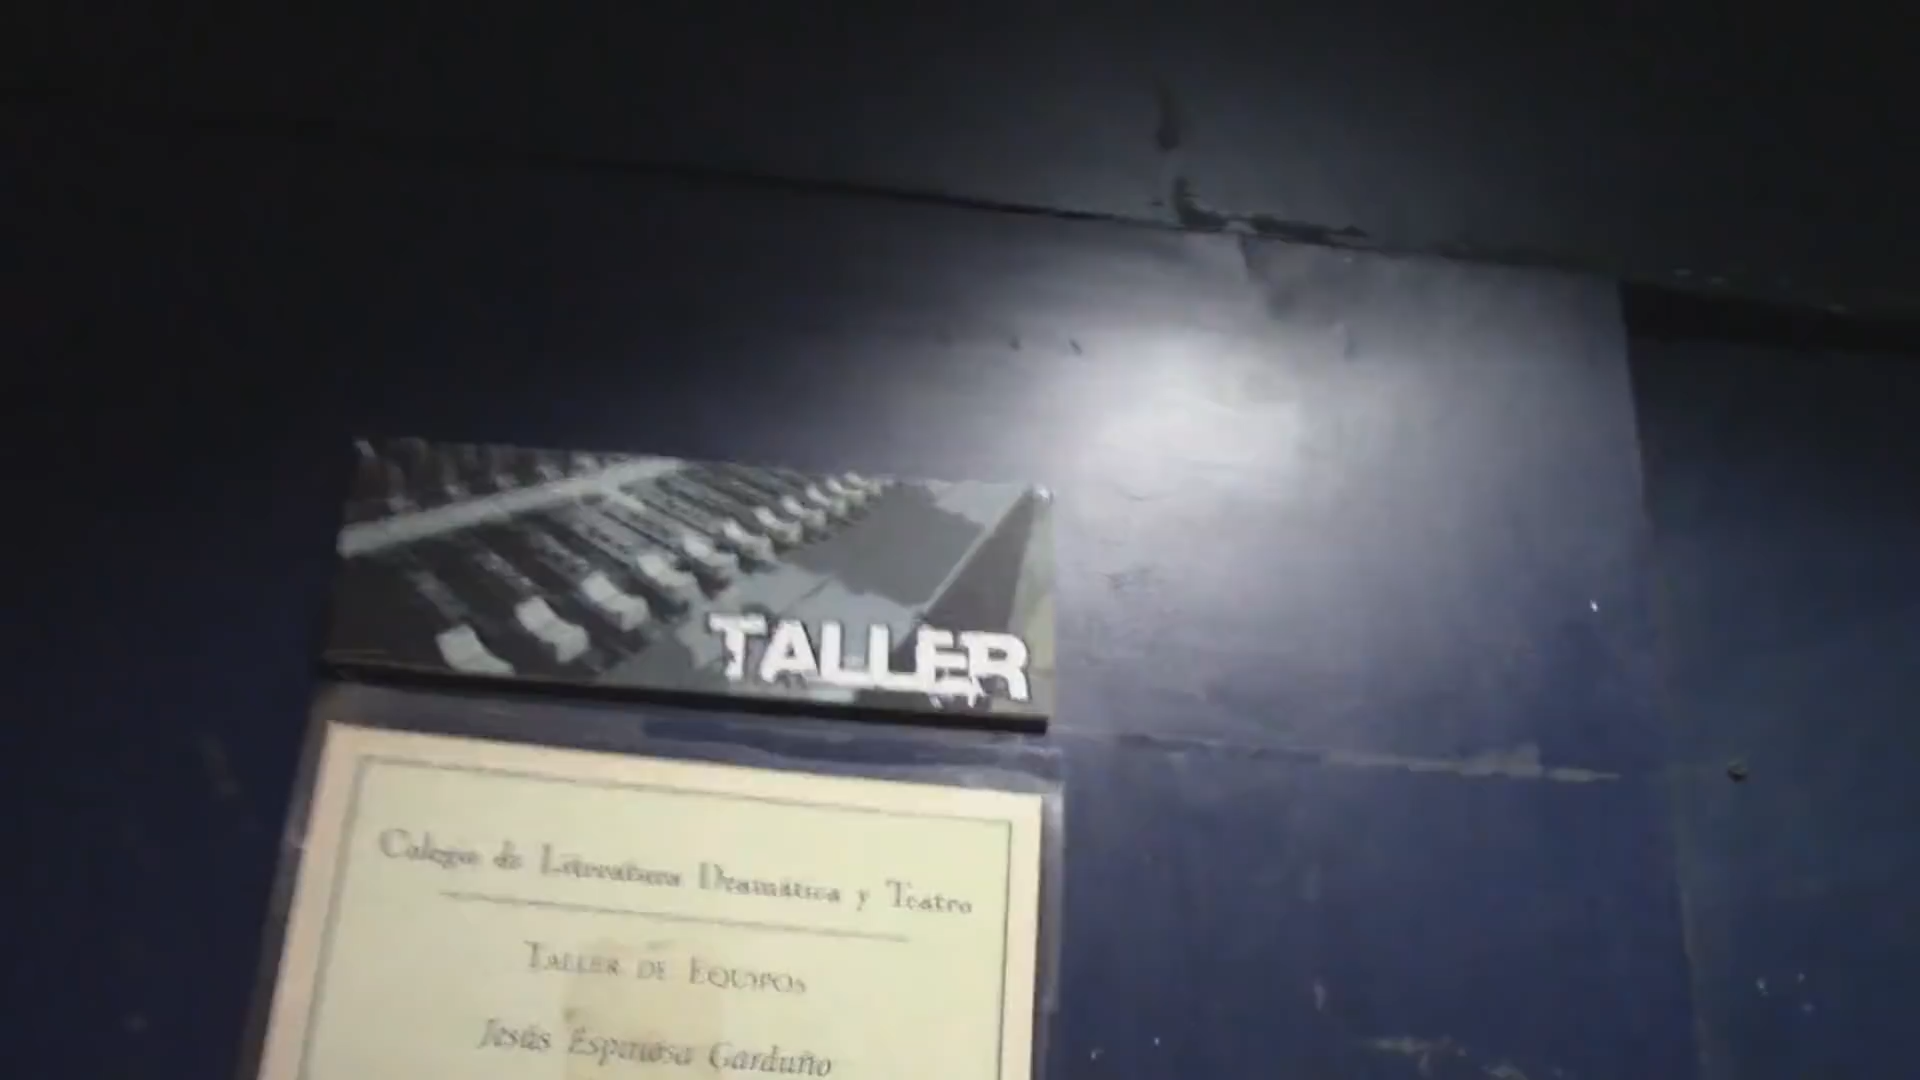 TALLER
Colegio de Literatura Dramática y Teatro
TALLER DE EQUIPOS
Jesús Espinosa Garduño